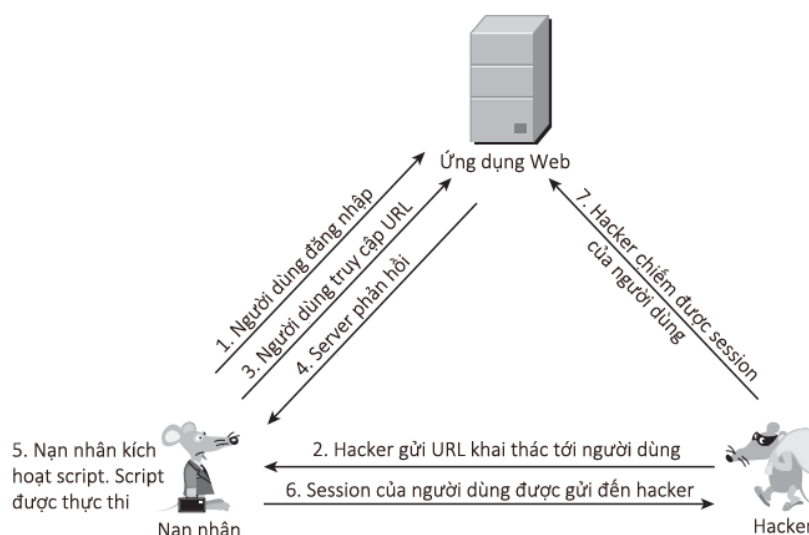 Ứng dụng Web
1. Người dùng đăng nhập
3. Người dùng truy cập URL
4. Server phản hồi
7. Hacker chiếm được session
của người dùng
5. Nạn nhân kích
hoạt script. Script
được thực thi
2. Hacker gửi URL khai thác tới người dùng
6. Session của người dùng được gửi đến hacker
Nạn nhân
Hacker